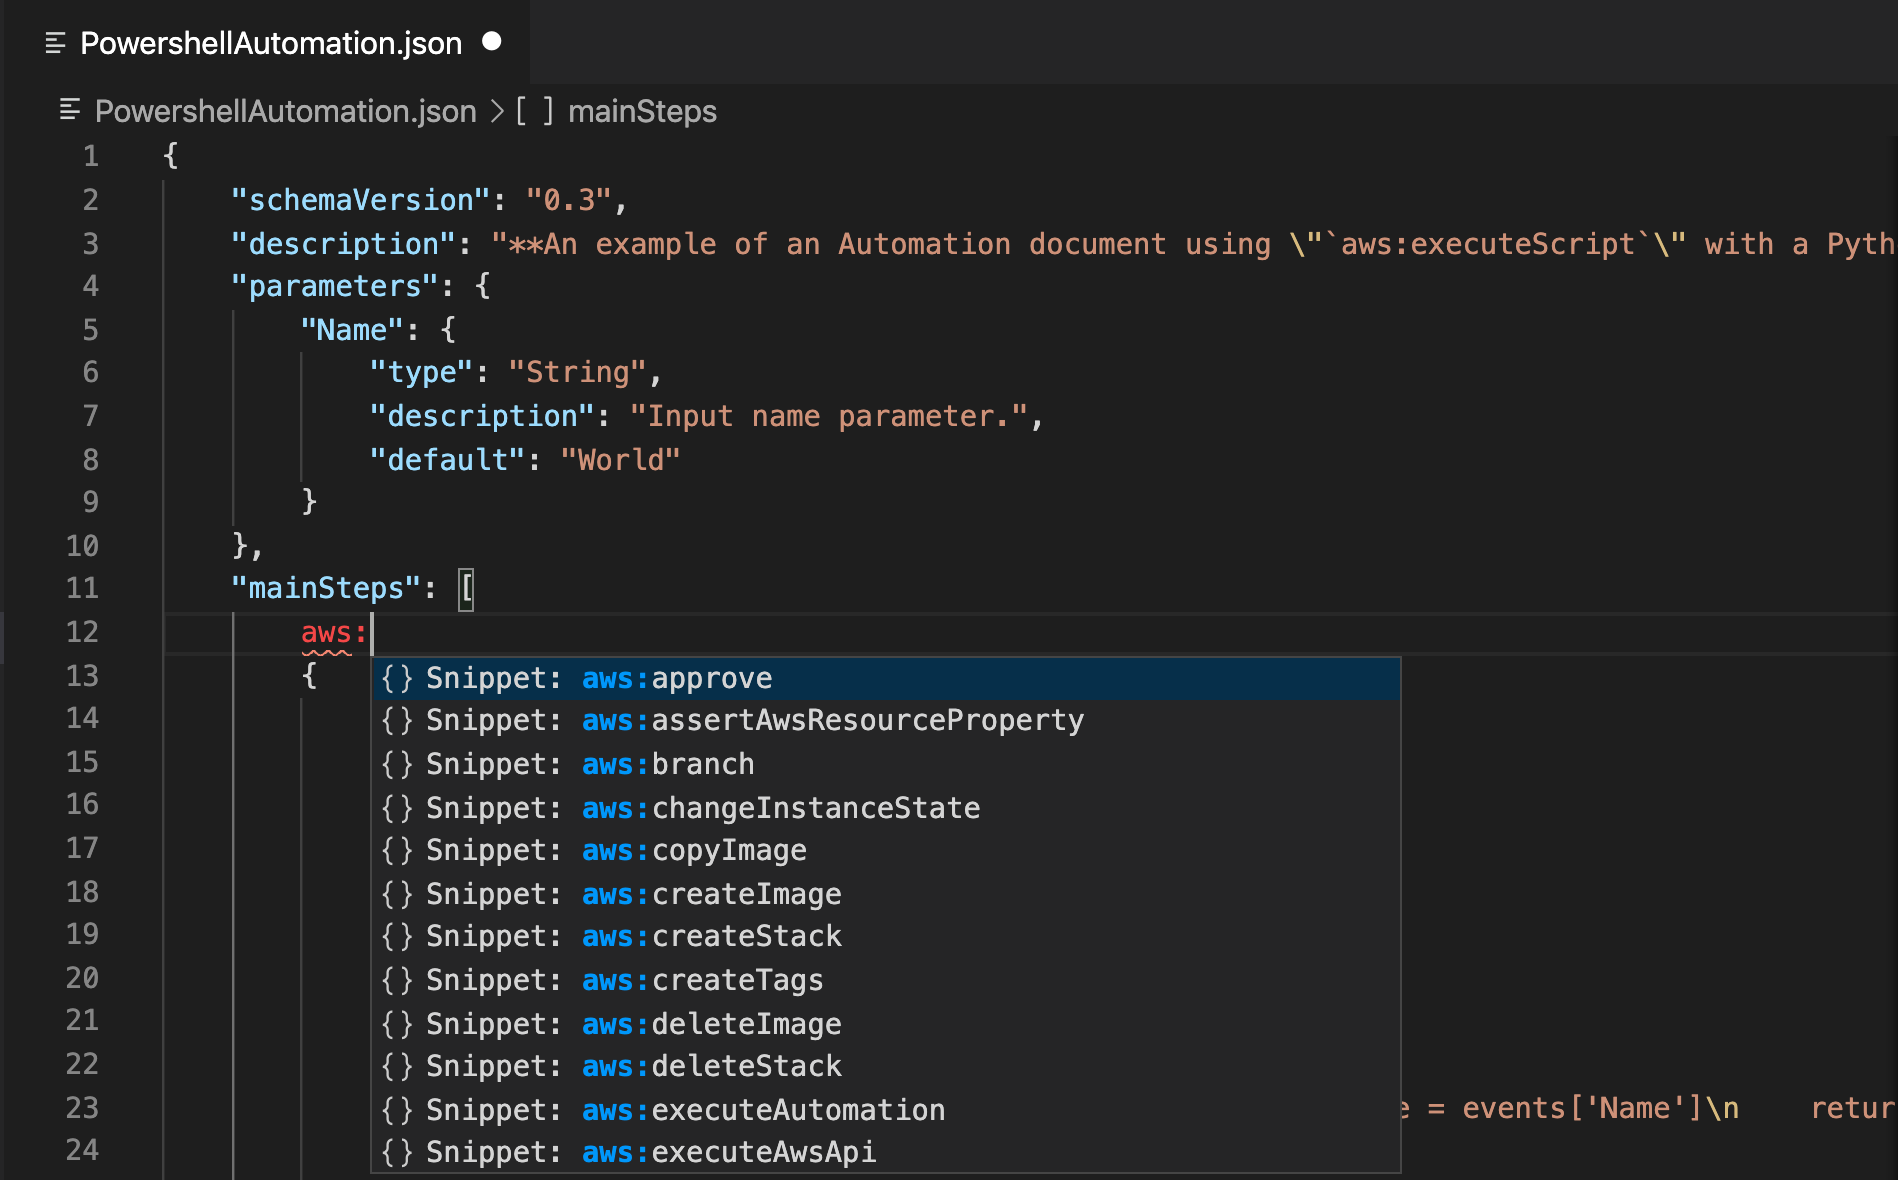 PowershellAutomation.json
PowershellAutomation.json > [ ] mainSteps
1 {
2 "schemaVersion": "0.3",
3 "description": "**An example of an Automation document using \"`aws:executeScript`\" with a Pyth
4 "parameters": {
5 "Name": {
6 "type": "String",
7 "description": "Input name parameter.",
8 "default": "World"
9 }
10 },
11 "mainSteps": [
12 aws:
13 { {} Snippet: aws:approve
14 {} Snippet: aws:assertAwsResourceProperty
15 {} Snippet: aws:branch
16 {} Snippet: aws:changeInstanceState
17 {} Snippet: aws:copyImage
18 {} Snippet: aws:createImage
19 {} Snippet: aws:createStack
20 {} Snippet: aws:createTags
21 {} Snippet: aws:deleteImage
22 {} Snippet: aws:deleteStack
23 {} Snippet: aws:executeAutomation e = events['Name']\n    retur
24 {} Snippet: aws:executeAwsApi